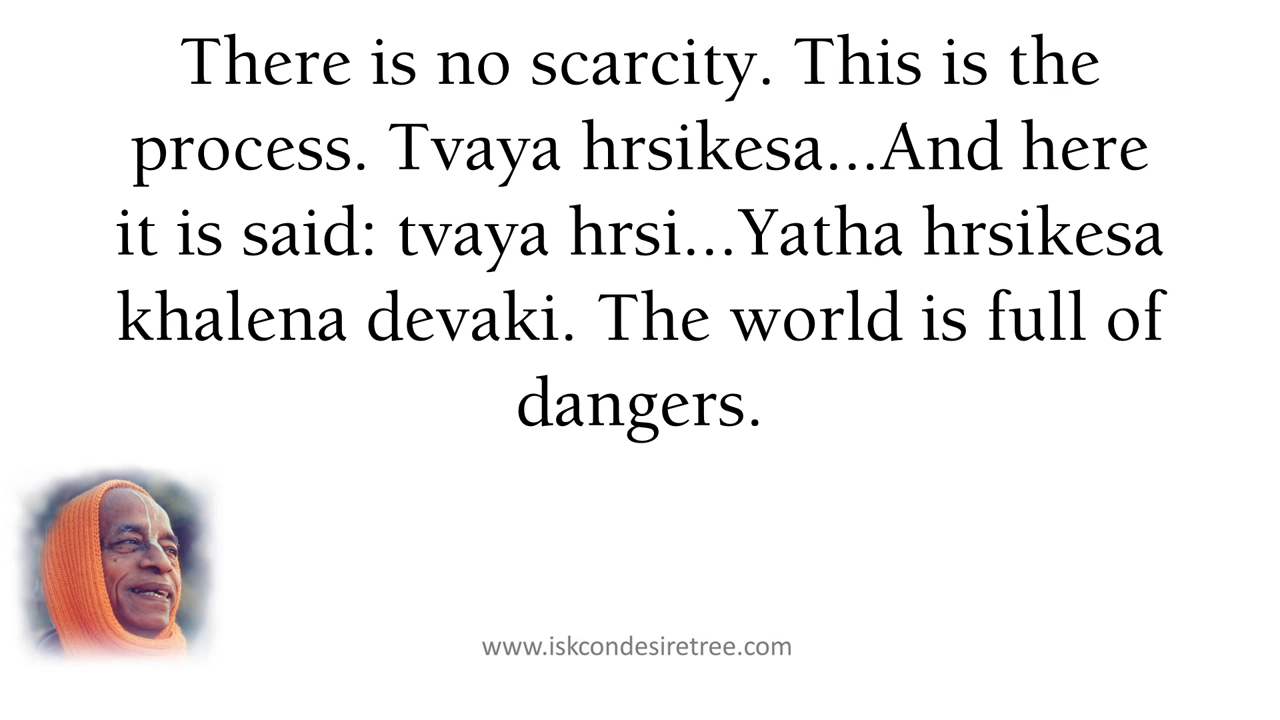 There is no scarcity. This is the
process. Tvaya hrsikesa...And here
it is said: tvaya hrsi...Yatha hrsikesa
khalena devaki. The world is full of
dangers.
www.iskcondesiretree.com